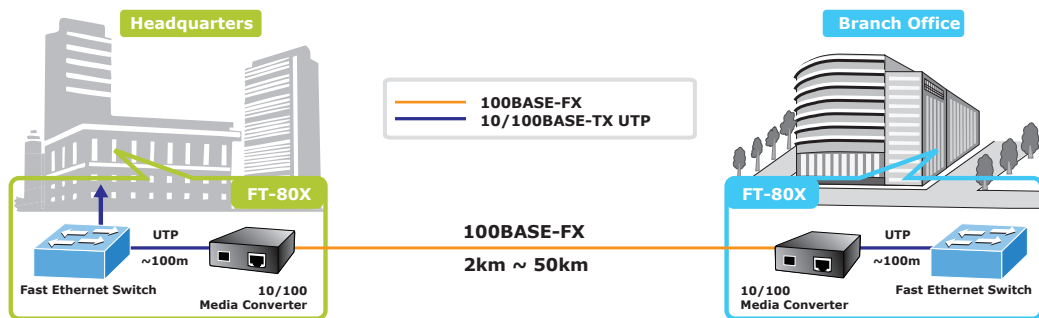 Headquarters
Branch Office
100BASE-FX
10/100BASE-TX UTP
FT-80X
FT-80X
UTP
~100m
Fast Ethernet Switch
10/100
Media Converter
100BASE-FX
2km ~ 50km
10/100
Media Converter
UTP
~100m
Fast Ethernet Switch